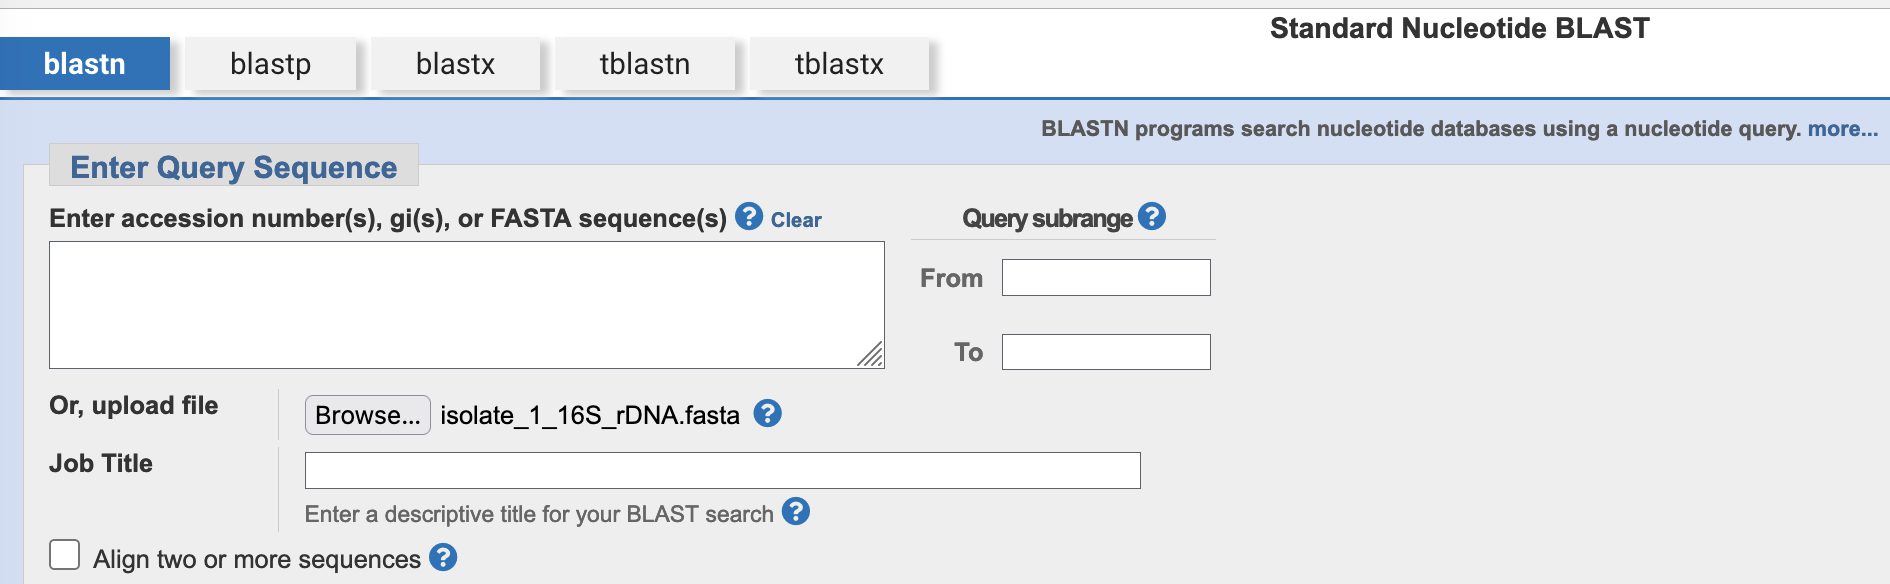 Standard Nucleotide BLAST
blastn blastp blastx tblastn tblastx
BLASTN programs search nucleotide databases using a nucleotide query. more...
Enter Query Sequence
Enter accession number(s), gi(s), or FASTA sequence(s) ? Clear
Query subrange ?
From
To
Or, upload file
Browse... isolate_1_16S_rDNA.fasta ?
Job Title
Enter a descriptive title for your BLAST search ?
Align two or more sequences ?